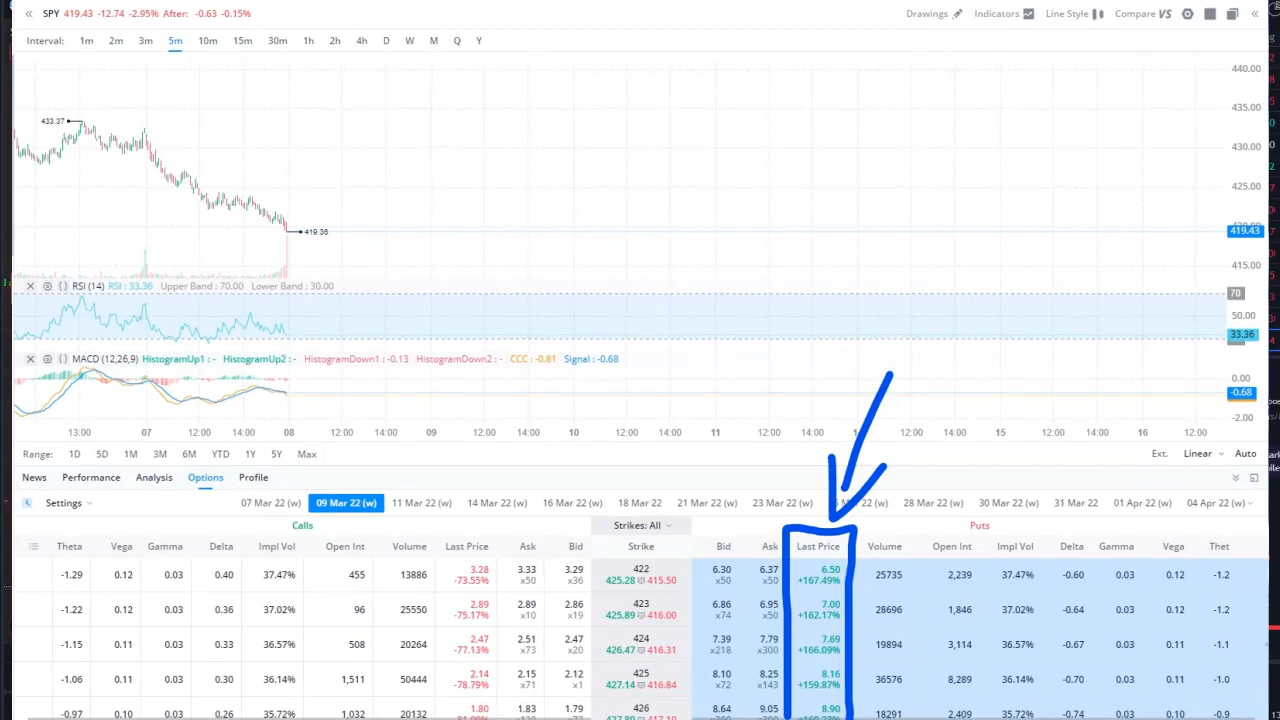 SPY 419.43 -12.74 -2.95% After: -0.63 -0.15% Drawings Indicators Line Style Compare VS
Interval: 1m 2m 3m 5m 10m 15m 30m 1h 2h 4h D W M Q Y
440.00
435.00
433.37
430.00
425.00
420.00
419.36
419.43
415.00
RSI (14) RSI : 33.36 Upper Band : 70.00 Lower Band : 30.00
70
50.00
33.36
MACD (12,26,9) HistogramUp1 : - HistogramUp2 : - HistogramDown1 : -0.13 HistogramDown2 : - CCC : -0.81 Signal : -0.68
0.00
-0.68
-2.00
13:00 07 12:00 14:00 08 12:00 14:00 09 12:00 14:00 10 12:00 14:00 11 12:00 14:00 12:00 14:00 15 12:00 14:00 16 12:00
Range: 1D 5D 1M 3M 6M YTD 1Y 5Y Max Ext. Linear Auto
News Performance Analysis Options Profile
Settings 07 Mar 22 (w) 09 Mar 22 (w) 11 Mar 22 (w) 14 Mar 22 (w) 16 Mar 22 (w) 18 Mar 22 21 Mar 22 (w) 23 Mar 22 (w) Mar 22 (w) 28 Mar 22 (w) 30 Mar 22 (w) 31 Mar 22 01 Apr 22 (w) 04 Apr 22 (w)
Calls Strikes: All Puts
Theta Vega Gamma Delta Impl Vol Open Int Volume Last Price Ask Bid Strike Bid Ask Last Price Volume Open Int Impl Vol Delta Gamma Vega Thet
-1.29 0.12 0.03 0.40 37.47% 455 13886 3.28 3.33 3.29 422 6.30 6.37 6.50 25735 2,239 37.47% -0.60 0.03 0.12 -1.2
-73.55% x50 x36 425.28 415.50 x50 x50 +167.49%
-1.22 0.12 0.03 0.36 37.02% 96 25550 2.89 2.89 2.86 423 6.86 6.95 7.00 28696 1,846 37.02% -0.64 0.03 0.12 -1.2
-75.17% x10 x19 425.89 416.00 x74 x50 +162.17%
-1.15 0.11 0.03 0.33 36.57% 508 20264 2.47 2.51 2.47 424 7.39 7.79 7.69 19894 3,114 36.57% -0.67 0.03 0.11 -1.1
-77.13% x73 x20 426.47 416.31 x218 x300 +166.09%
-1.06 0.11 0.03 0.30 36.14% 1,511 50444 2.14 2.15 2.12 425 8.10 8.25 8.16 36576 8,289 36.14% -0.70 0.03 0.11 -1.0
-78.79% x71 x1 427.14 416.84 x72 x143 +159.87%
-0.97 0.10 0.03 0.26 35.72% 1,032 20132 1.80 1.83 1.79 426 8.64 9.05 8.90 18291 2,409 35.72% -0.74 0.03 0.10 -0.9